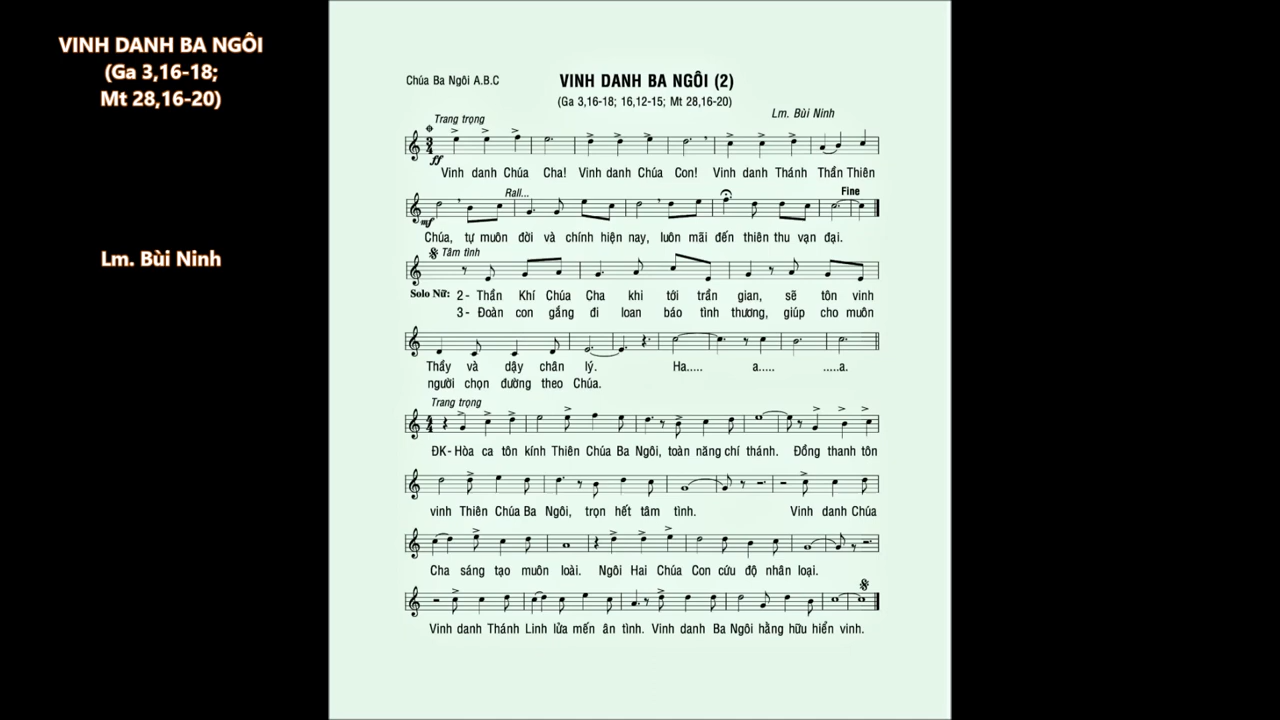 VINH DANH BA NGÔI
(Ga 3,16-18;
Mt 28,16-20)
Lm. Bùi Ninh
Chúa Ba Ngôi A.B.C
VINH DANH BA NGÔI (2)
(Ga 3,16-18; 16,12-15; Mt 28,16-20)
Lm. Bùi Ninh
Trang trọng
ff
Vinh danh Chúa Cha! Vinh danh Chúa Con! Vinh danh Thánh Thần Thiên
Rall...
Fine
mf
Chúa, tự muôn đời và chính hiện nay, luôn mãi đến thiên thu vạn đại.
Tâm tình
Solo Nữ: 2- Thần Khí Chúa Cha khi tới trần gian, sẽ tôn vinh
3- Đoàn con gắng đi loan báo tình thương, giúp cho muôn
Thầy và dậy chân lý. Ha..... a..... .....a.
người chọn đường theo Chúa.
Trang trọng
ĐK- Hòa ca tôn kính Thiên Chúa Ba Ngôi, toàn năng chí thánh. Đồng thanh tôn
vinh Thiên Chúa Ba Ngôi, trọn hết tâm tình. Vinh danh Chúa
Cha sáng tạo muôn loài. Ngôi Hai Chúa Con cứu độ nhân loại.
Vinh danh Thánh Linh lửa mến ân tình. Vinh danh Ba Ngôi hằng hữu hiển vinh.